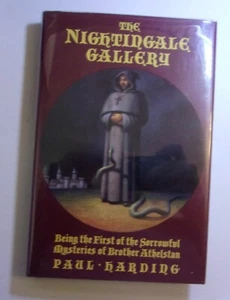 THE
NIGHTINGALE
GALLERY
Being the First of the Sorrowful
Mysteries of Brother Athelstan
PAUL · HARDING